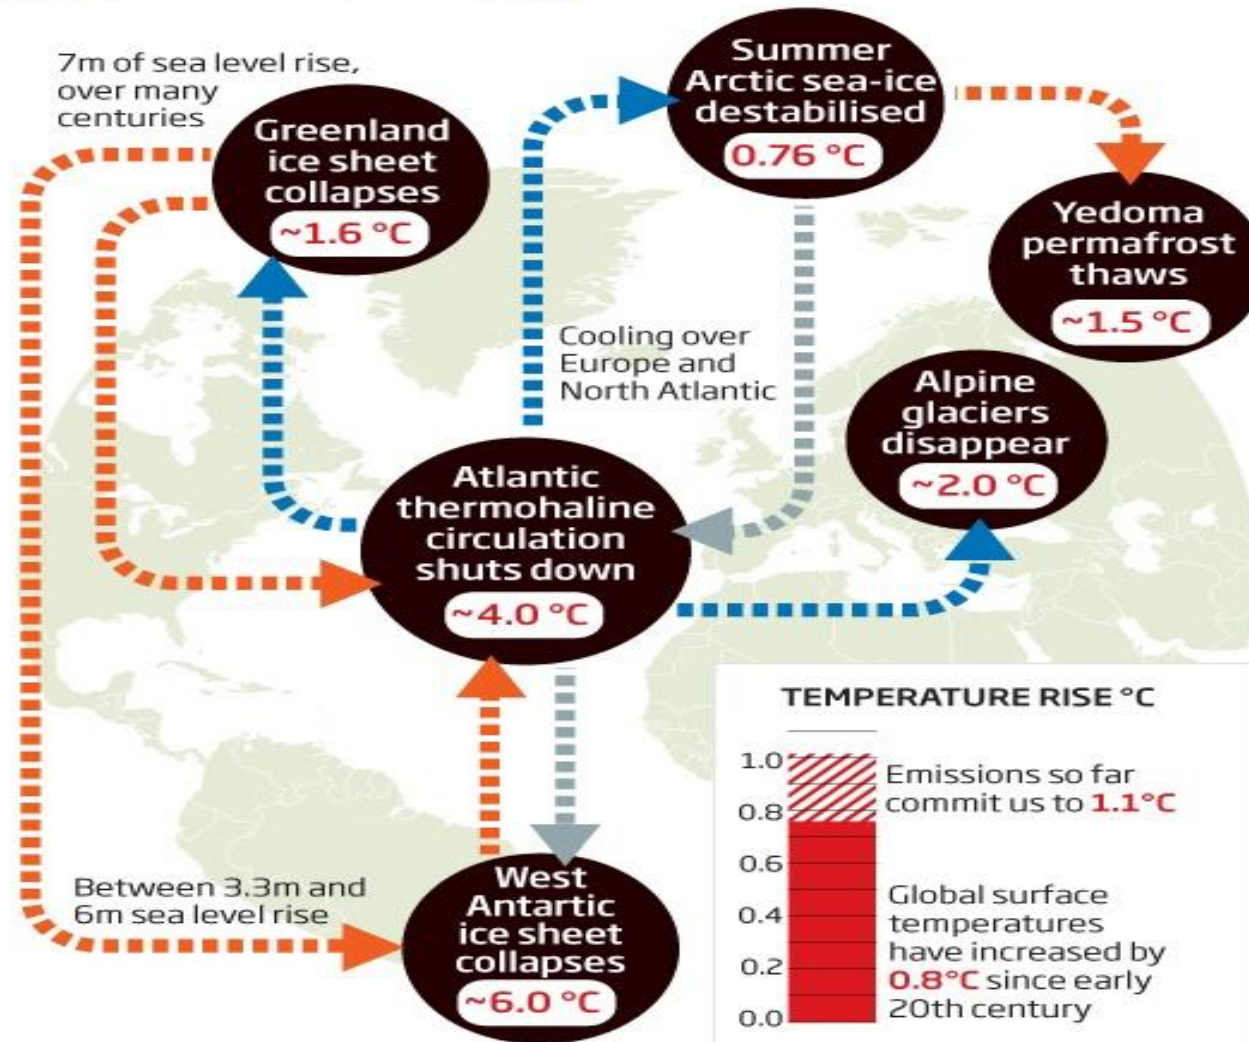 7m of sea level rise,
over many
centuries
Greenland
ice sheet
collapses
~1.6 °C
Summer
Arctic sea-ice
destabilised
0.76 °C
Yedoma
permafrost
thaws
~1.5 °C
Cooling over
Europe and
North Atlantic
Alpine
glaciers
disappear
~2.0 °C
Atlantic
thermohaline
circulation
shuts down
~4.0 °C
Between 3.3m and
6m sea level rise
West
Antartic
ice sheet
collapses
~6.0 °C
TEMPERATURE RISE °C
1.0
0.8
0.6
0.4
0.2
0.0
Emissions so far
commit us to 1.1°C
Global surface
temperatures
have increased by
0.8°C since early
20th century